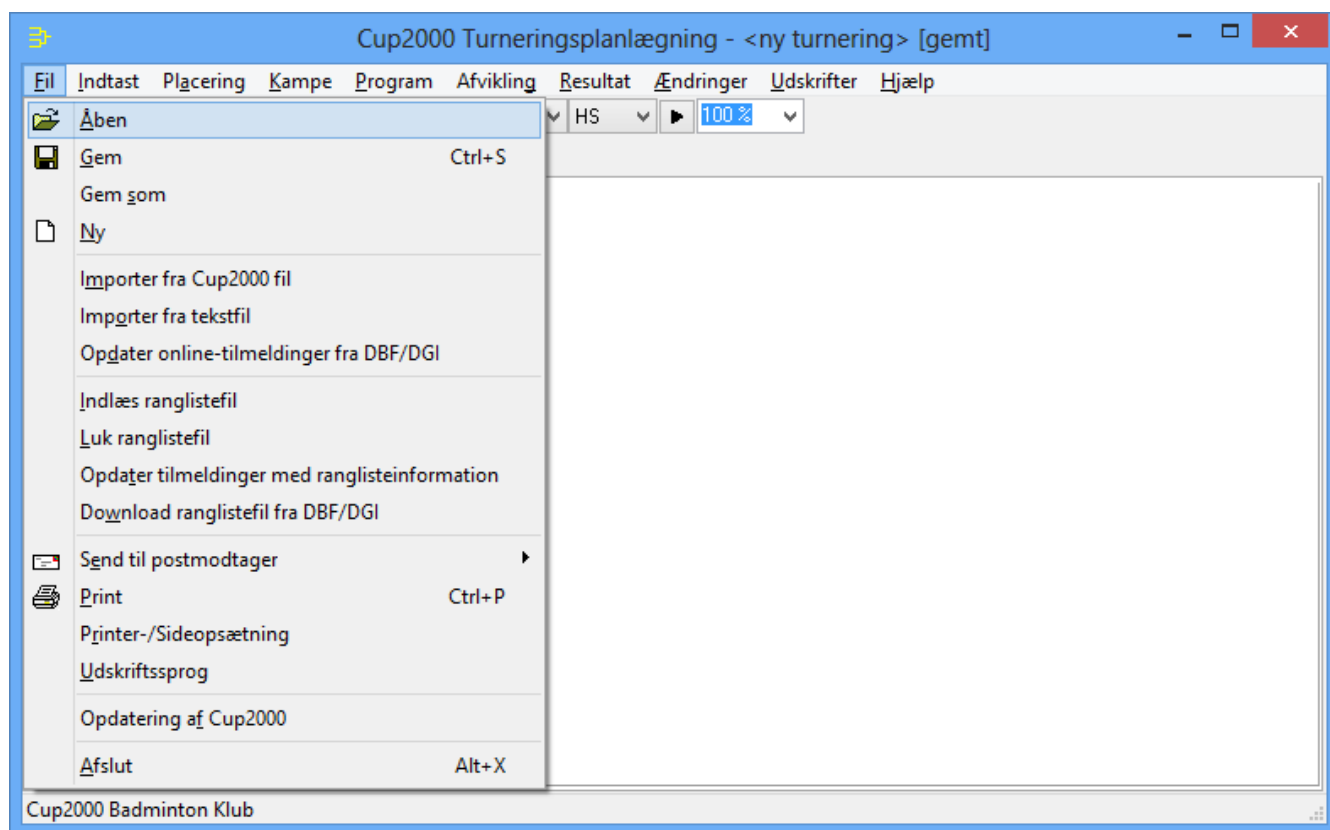 Cup2000 Turneringsplanlægning - <ny turnering> [gemt]
Fil Indtast Placering Kampe Program Afvikling Resultat Ændringer Udskrifter Hjælp
HS 100 %
Åben
Gem Ctrl+S
Gem som
Ny
Importer fra Cup2000 fil
Importer fra tekstfil
Opdater online-tilmeldinger fra DBF/DGI
Indlæs ranglistefil
Luk ranglistefil
Opdater tilmeldinger med ranglisteinformation
Download ranglistefil fra DBF/DGI
Send til postmodtager
Print Ctrl+P
Printer-/Sideopsætning
Udskriftssprog
Opdatering af Cup2000
Afslut Alt+X
Cup2000 Badminton Klub